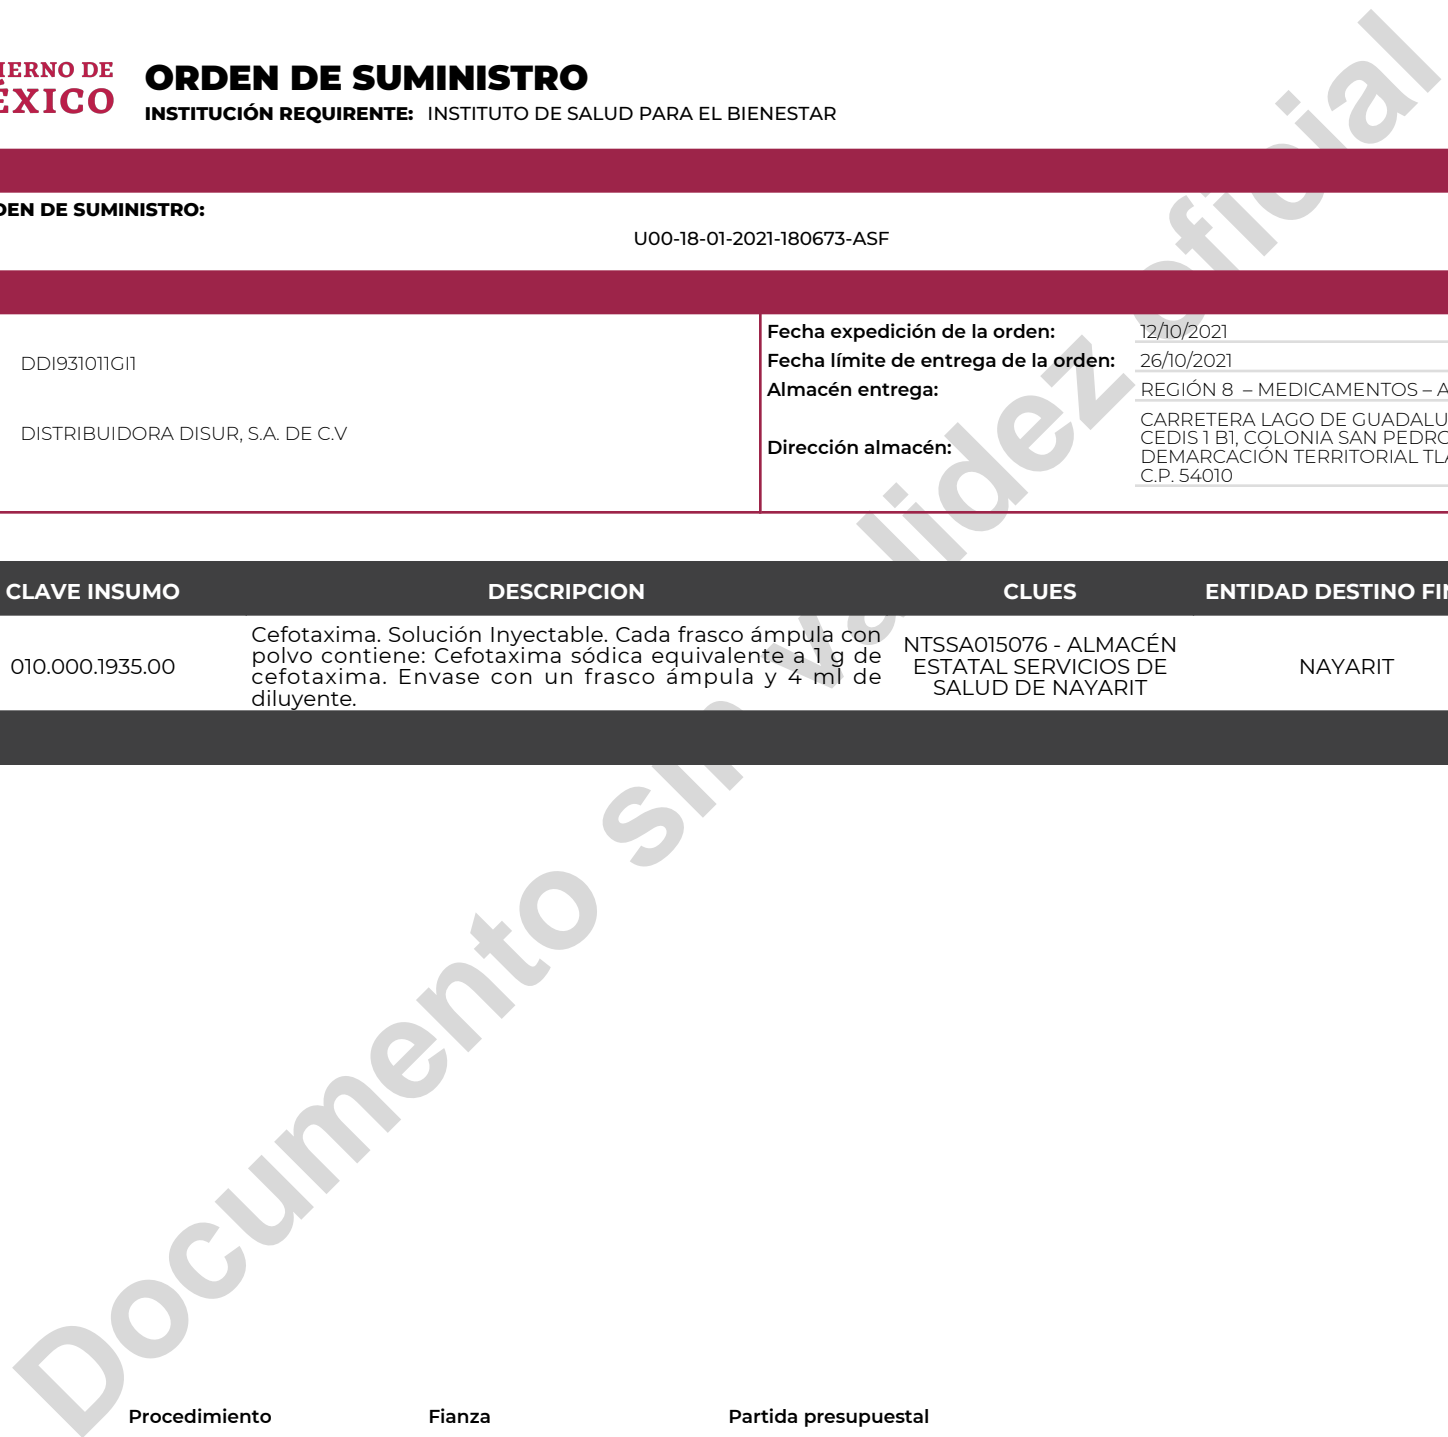 IERNO DE
ÉXICO
ORDEN DE SUMINISTRO
INSTITUCIÓN REQUIRENTE: INSTITUTO DE SALUD PARA EL BIENESTAR
DEN DE SUMINISTRO:
U00-18-01-2021-180673-ASF
DDI931011GI1
DISTRIBUIDORA DISUR, S.A. DE C.V
Fecha expedición de la orden: 12/10/2021
Fecha límite de entrega de la orden: 26/10/2021
Almacén entrega: REGIÓN 8 – MEDICAMENTOS – A
Dirección almacén:
CARRETERA LAGO DE GUADALU
CEDIS 1 B1, COLONIA SAN PEDRO
DEMARCACIÓN TERRITORIAL TLA
C.P. 54010
CLAVE INSUMO DESCRIPCION CLUES ENTIDAD DESTINO FIN
010.000.1935.00
Cefotaxima. Solución Inyectable. Cada frasco ámpula con
polvo contiene: Cefotaxima sódica equivalente a 1 g de
cefotaxima. Envase con un frasco ámpula y 4 ml de
diluyente.
NTSSA015076 - ALMACÉN
ESTATAL SERVICIOS DE
SALUD DE NAYARIT
NAYARIT
Documento sin validez oficial
Procedimiento Fianza Partida presupuestal